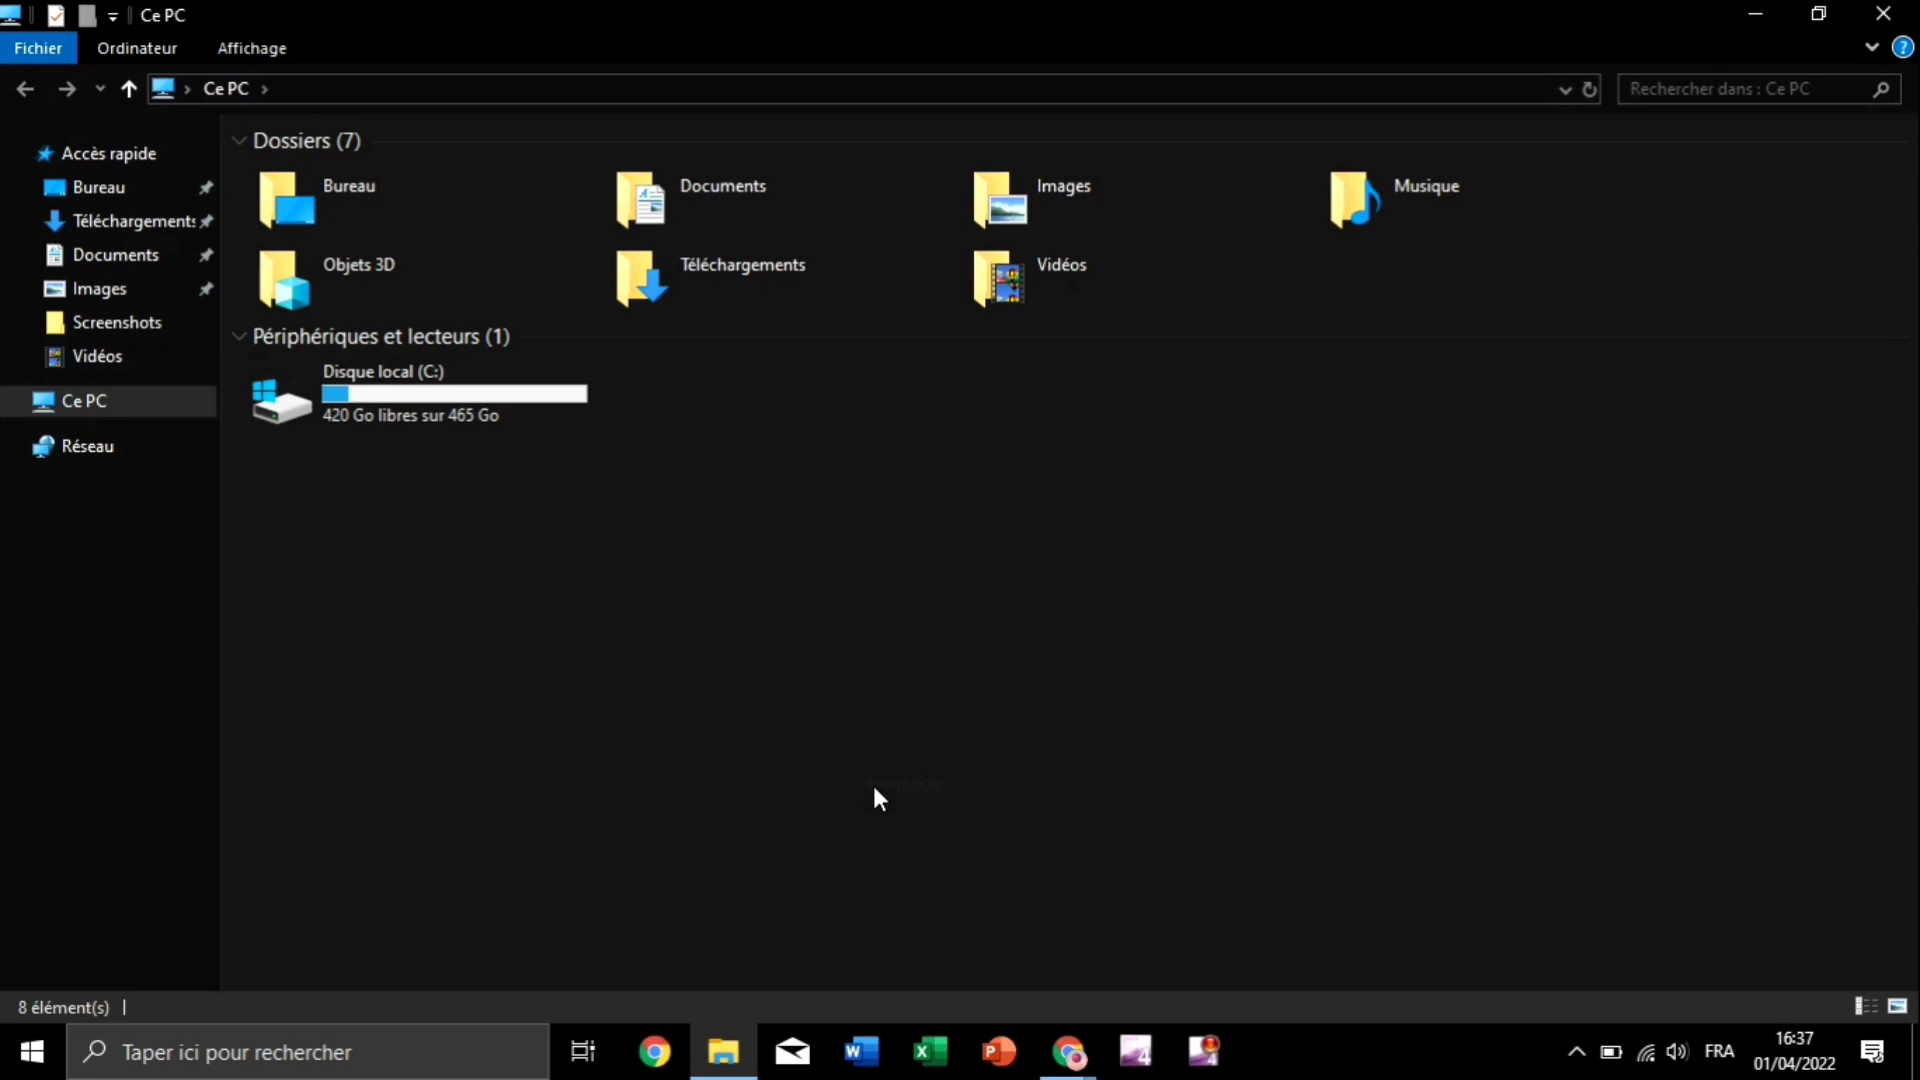 Ce PC
Fichier
Ordinateur
Affichage
Ce PC
Rechercher dans : Ce PC
Accès rapide
Bureau
Téléchargements
Documents
Images
Screenshots
Vidéos
Ce PC
Réseau
Dossiers (7)
Bureau
Documents
Images
Musique
Objets 3D
Téléchargements
Vidéos
Périphériques et lecteurs (1)
Disque local (C:)
420 Go libres sur 465 Go
8 élément(s)
Taper ici pour rechercher
FRA
16:37
01/04/2022